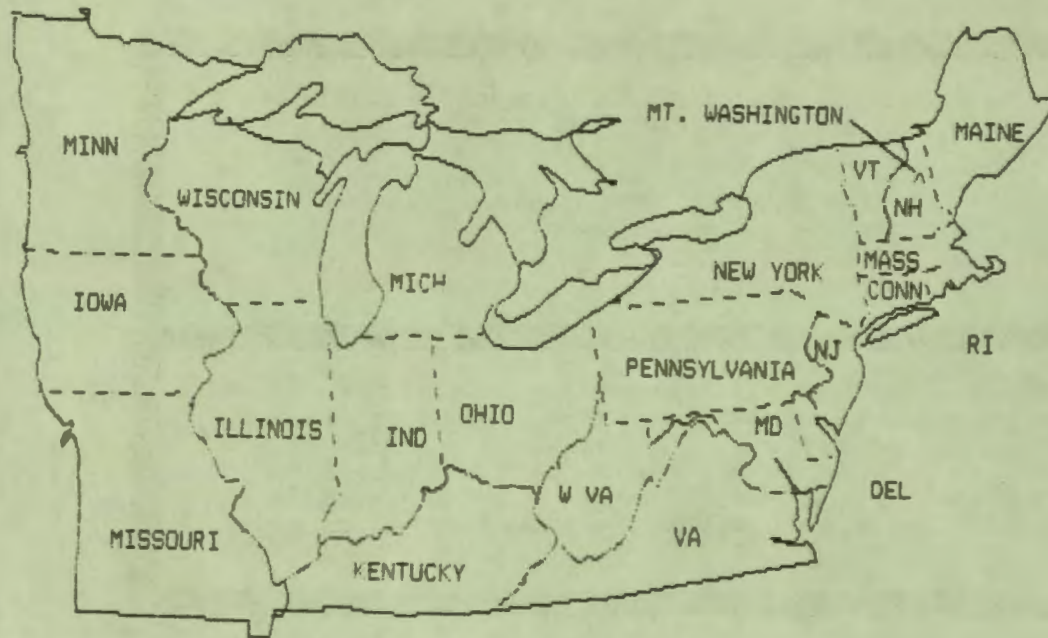 MT. WASHINGTON
MAINE
MINN
VT
WISCONSIN
NH
MASS
NEW YORK
MICH
CONN
IOWA
RI
NJ
PENNSYLVANIA
OHIO
ILLINOIS
IND
MD
DEL
W VA
VA
MISSOURI
KENTUCKY